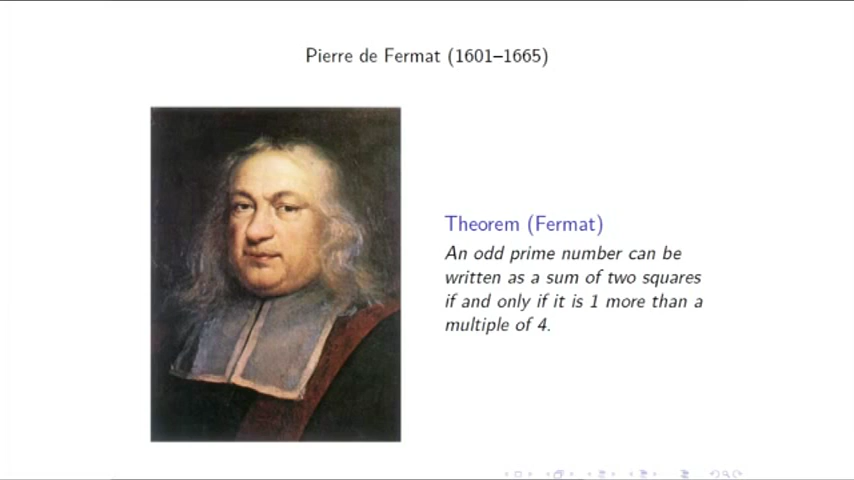 Pierre de Fermat (1601–1665)
Theorem (Fermat)
An odd prime number can be
written as a sum of two squares
if and only if it is 1 more than a
multiple of 4.